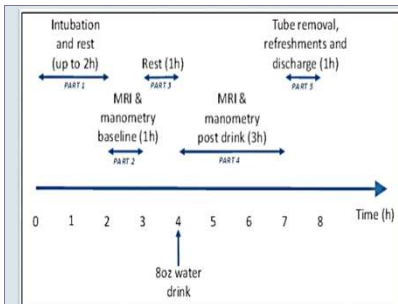 Intubation
and rest
(up to 2h)
PART 1
MRI &
manometry
baseline (1h)
PART 2
Rest (1h)
PART 3
MRI &
manometry
post drink (3h)
PART 4
Tube removal,
refreshments and
discharge (1h)
PART 5
0 1 2 3 4 5 6 7 8 Time (h)
8oz water
drink